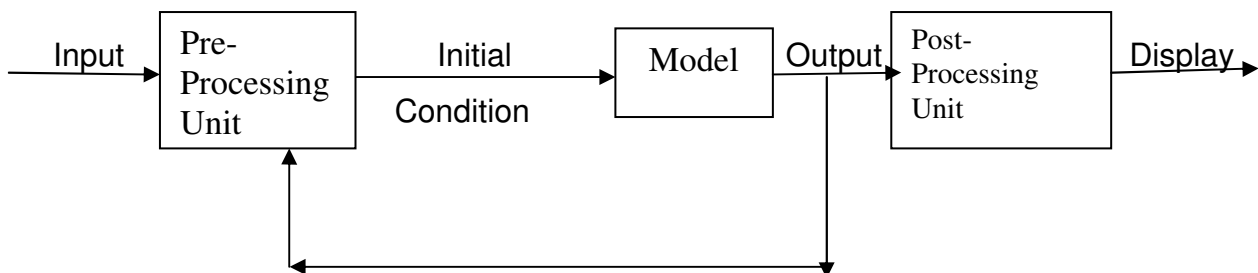 Input
Pre-
Processing
Unit
Initial
Condition
Model
Output
Post-
Processing
Unit
Display